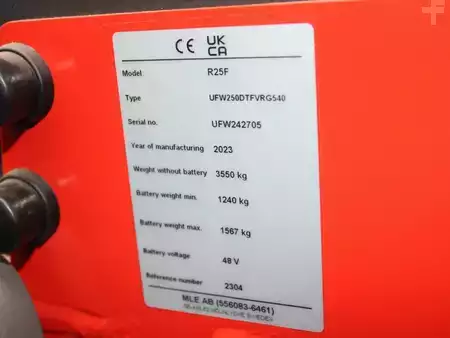 CE UK CA
Model R25F
Type UFW250DTFVRG540
Serial no. UFW242705
Year of manufacturing 2023
Weight without battery 3550 kg
Battery weight min. 1240 kg
Battery weight max. 1567 kg
Battery voltage 48 V
Reference number 2304
MLE AB (556083-6461)